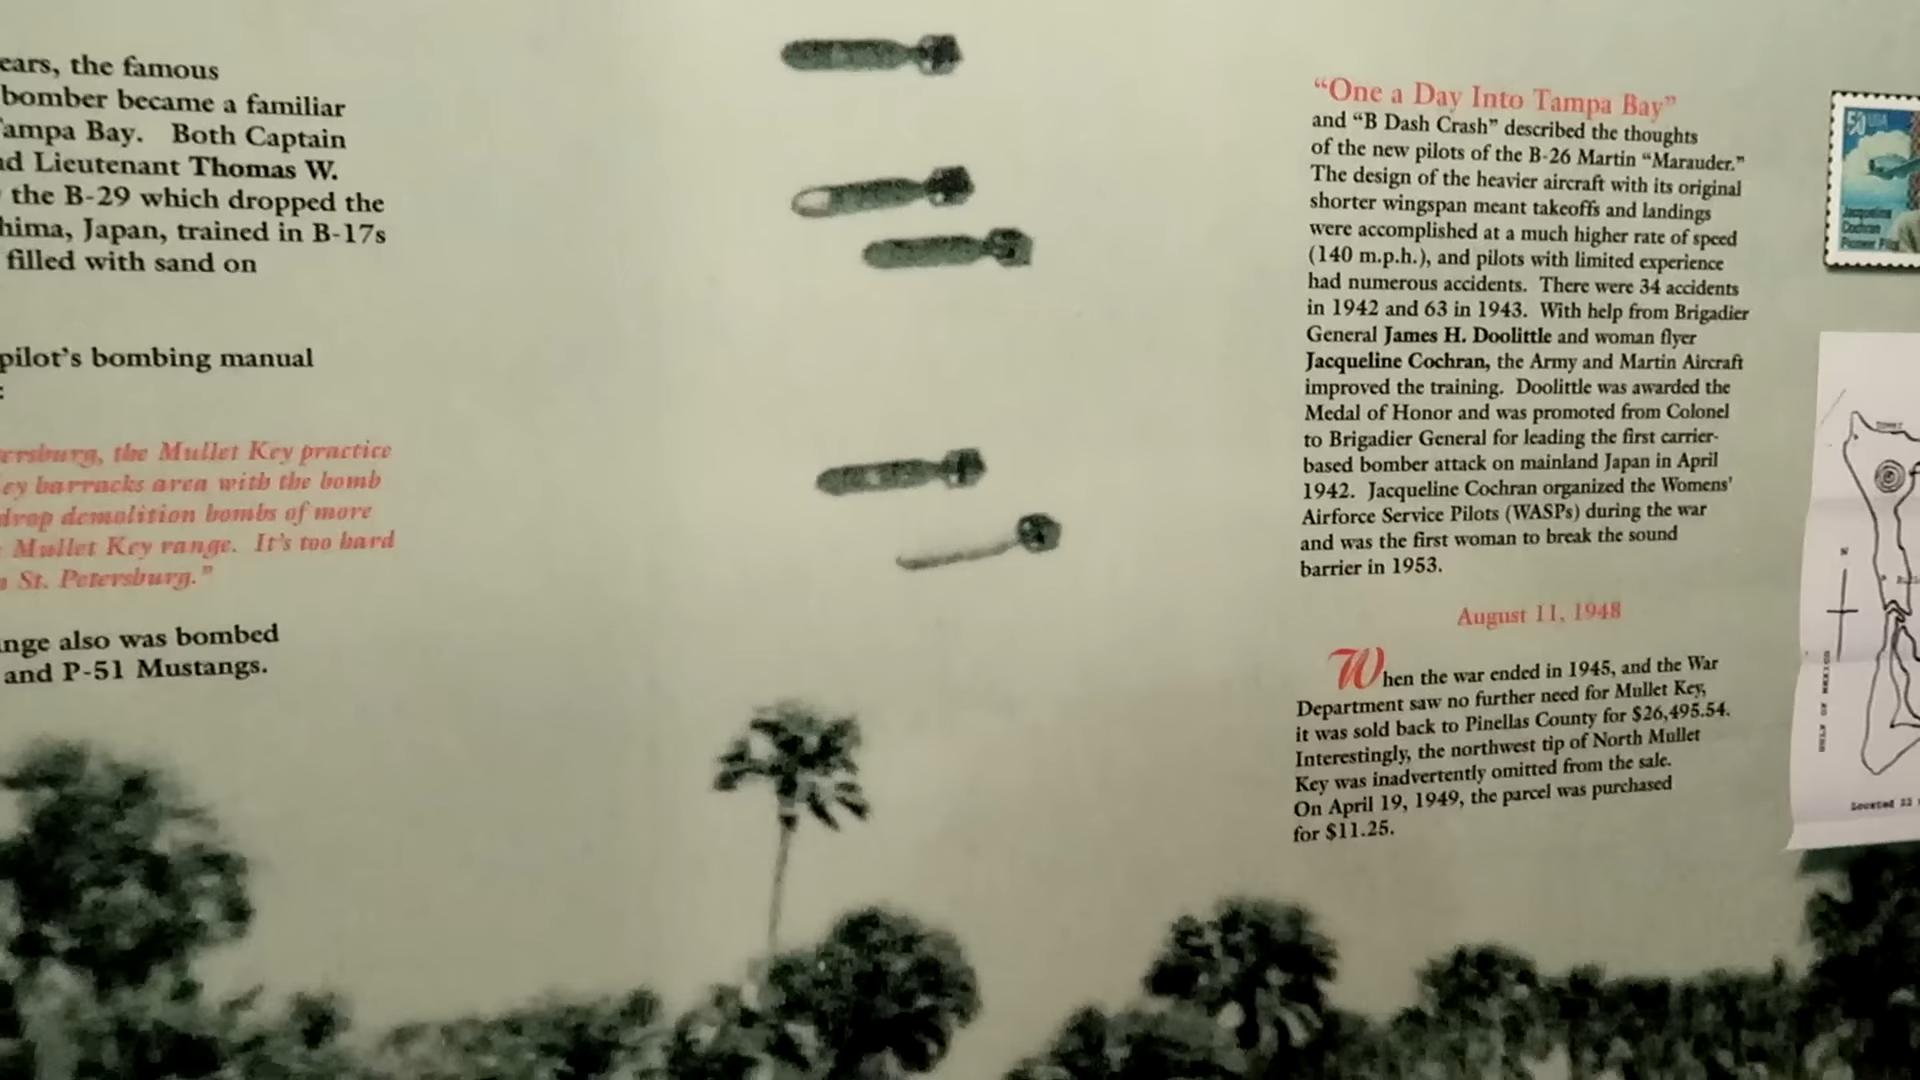 ears, the famous
bomber became a familiar
ampa Bay. Both Captain
d Lieutenant Thomas W.
the B-29 which dropped the
hima, Japan, trained in B-17s
filled with sand on
pilot's bombing manual
:
ersburg, the Mullet Key practice
ey barracks area with the bomb
drop demolition bombs of more
Mullet Key range. It's too hard
St. Petersburg."
nge also was bombed
and P-51 Mustangs.
"One a Day Into Tampa Bay"
and "B Dash Crash" described the thoughts
of the new pilots of the B-26 Martin "Marauder."
The design of the heavier aircraft with its original
shorter wingspan meant takeoffs and landings
were accomplished at a much higher rate of speed
(140 m.p.h.), and pilots with limited experience
had numerous accidents. There were 34 accidents
in 1942 and 63 in 1943. With help from Brigadier
General James H. Doolittle and woman flyer
Jacqueline Cochran, the Army and Martin Aircraft
improved the training. Doolittle was awarded the
Medal of Honor and was promoted from Colonel
to Brigadier General for leading the first carrier-
based bomber attack on mainland Japan in April
1942. Jacqueline Cochran organized the Womens'
Airforce Service Pilots (WASPs) during the war
and was the first woman to break the sound
barrier in 1953.
August 11, 1948
When the war ended in 1945, and the War
Department saw no further need for Mullet Key,
it was sold back to Pinellas County for $26,495.54.
Interestingly, the northwest tip of North Mullet
Key was inadvertently omitted from the sale.
On April 19, 1949, the parcel was purchased
for $11.25.
50 USA
Jacqueline
Cochran
Pioneer Pilot
N
Located 22